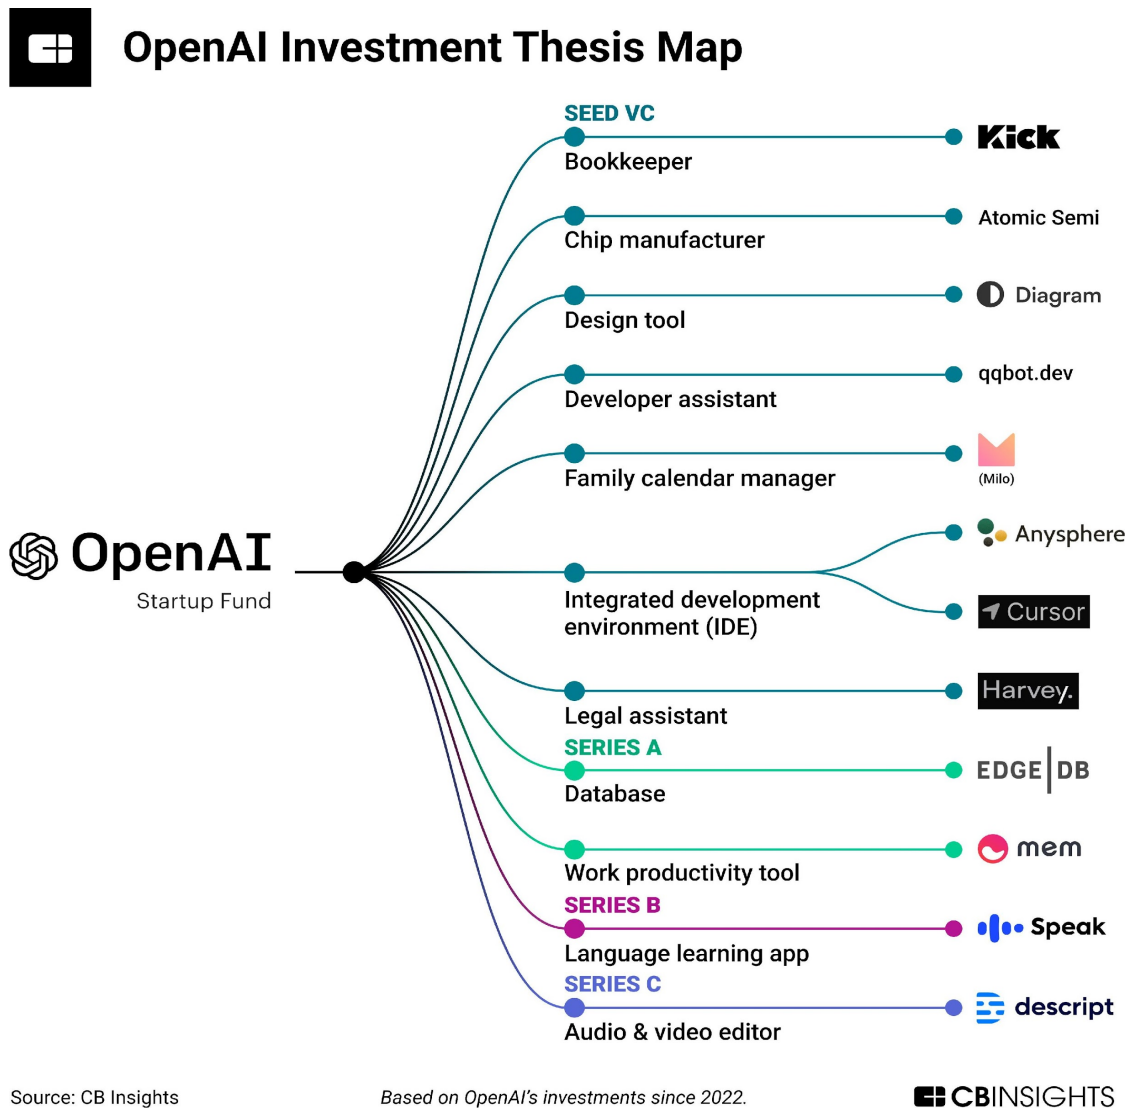 OpenAI Investment Thesis Map
SEED VC
Kick
Bookkeeper
Atomic Semi
Chip manufacturer
Diagram
Design tool
qqbot.dev
Developer assistant
(Milo)
Family calendar manager
Anysphere
OpenAI
Startup Fund
Integrated development
environment (IDE)
Cursor
Harvey.
Legal assistant
SERIES A
EDGE|DB
Database
mem
Work productivity tool
SERIES B
Speak
Language learning app
SERIES C
descript
Audio & video editor
Source: CB Insights
Based on OpenAI’s investments since 2022.
CBINSIGHTS